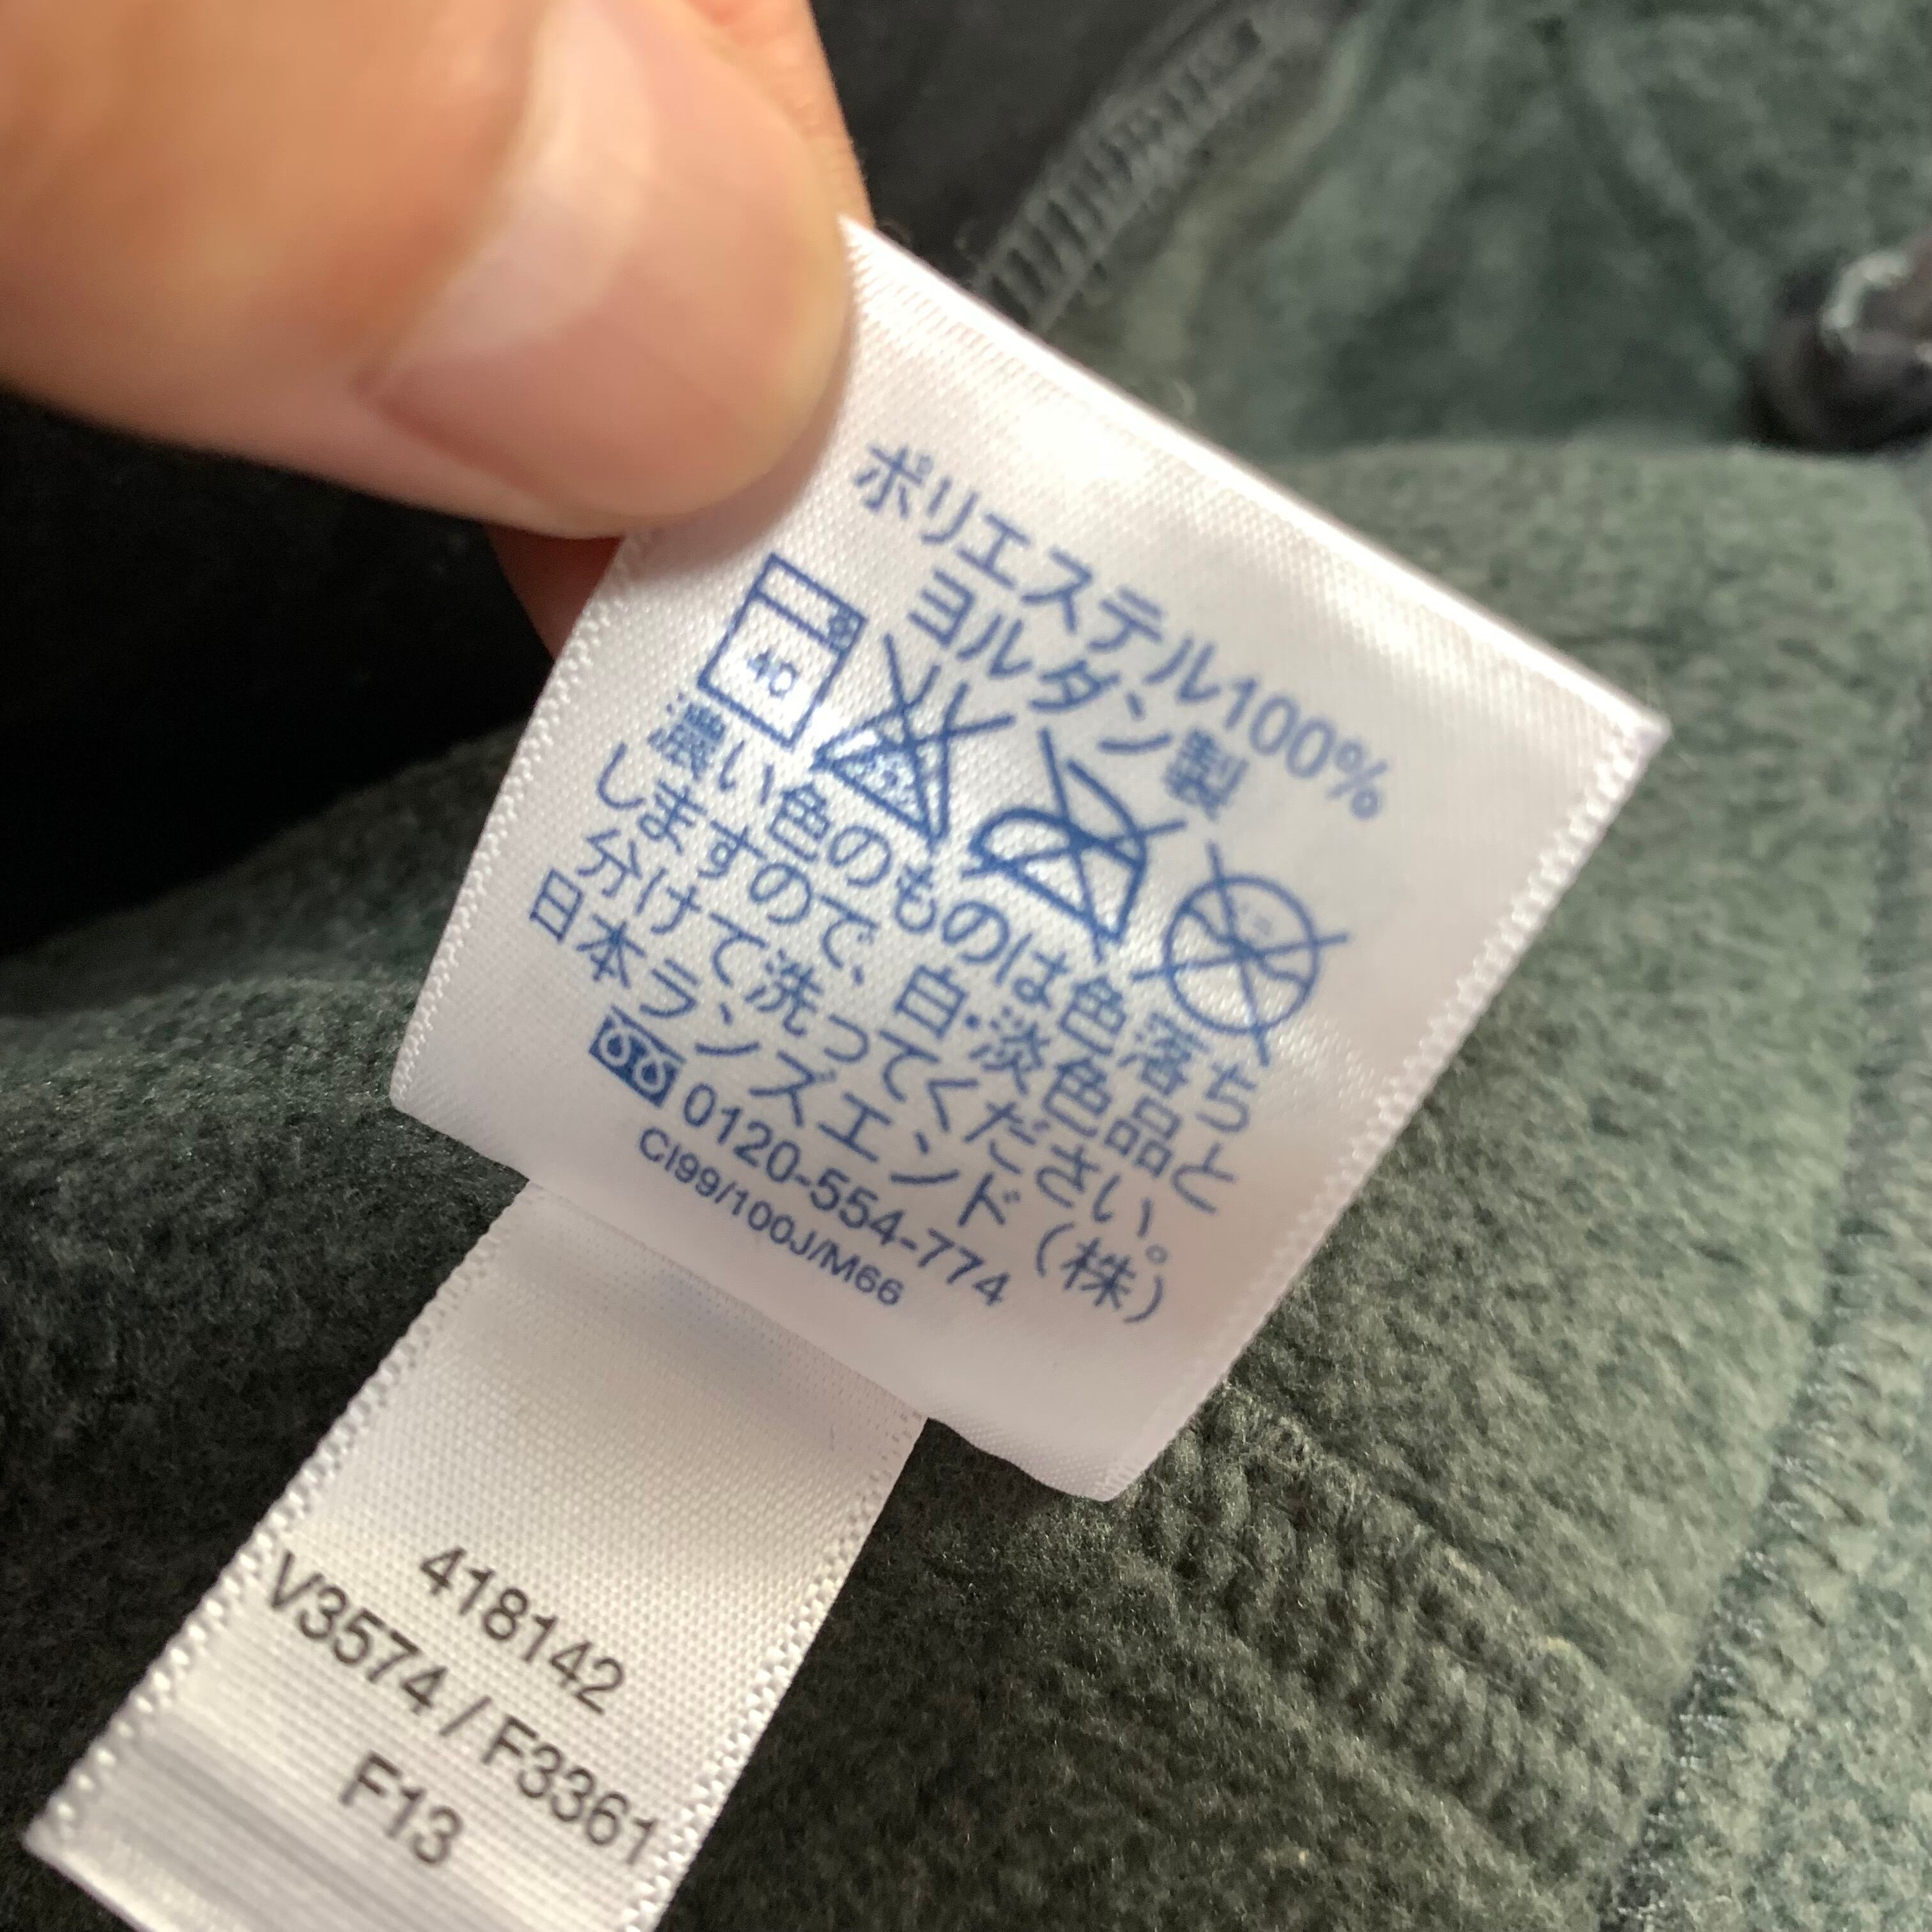 ポリエステル100%
ヨルダン製
40
濃い色のものは色落ち
しますので、白・淡色品と
分けて洗ってください。
日本ランズエンド(株)
0120-554-774
CI99/100J/M66
418142
V3574 / F3361
F13